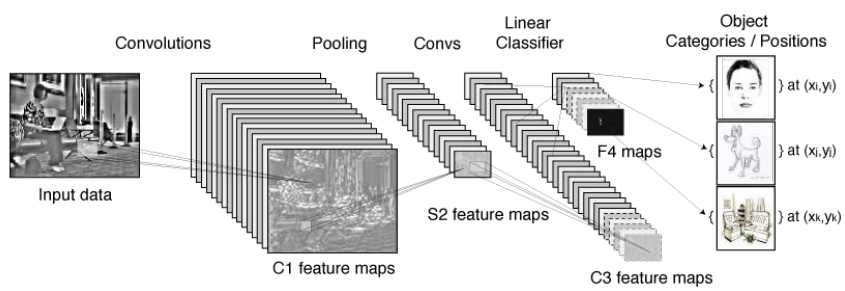 Convolutions
Pooling
Convs
Linear
Classifier
Object
Categories / Positions
{ } at (xi,yi)
{ } at (xj,yj)
{ } at (xk,yk)
Input data
C1 feature maps
S2 feature maps
C3 feature maps
F4 maps